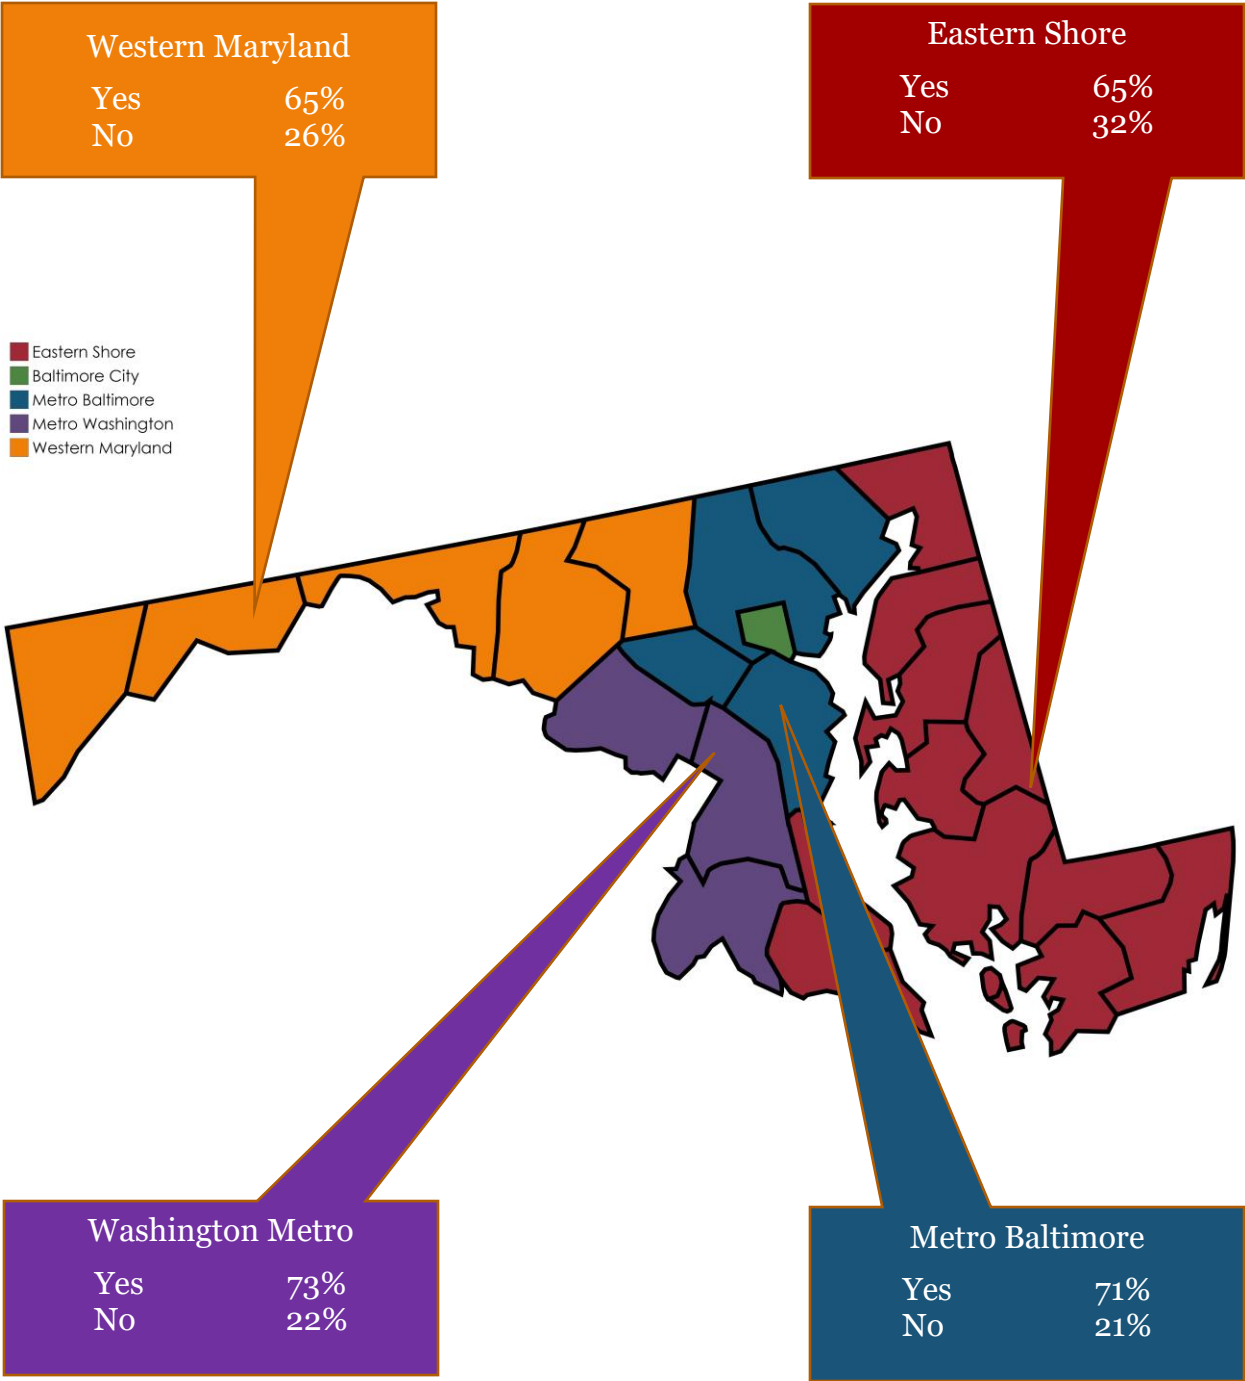 Western Maryland
Yes 65%
No 26%
Eastern Shore
Yes 65%
No 32%
Eastern Shore
Baltimore City
Metro Baltimore
Metro Washington
Western Maryland
Washington Metro
Yes 73%
No 22%
Metro Baltimore
Yes 71%
No 21%